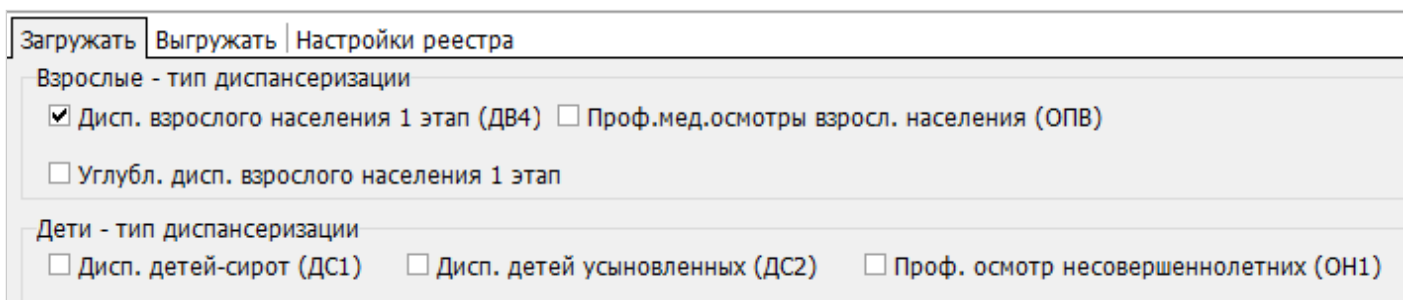 Загружать Выгружать Настройки реестра
Взрослые - тип диспансеризации
Дисп. взрослого населения 1 этап (ДВ4) Проф.мед.осмотры взросл. населения (ОПВ)
Углубл. дисп. взрослого населения 1 этап
Дети - тип диспансеризации
Дисп. детей-сирот (ДС1) Дисп. детей усыновленных (ДС2) Проф. осмотр несовершеннолетних (ОН1)